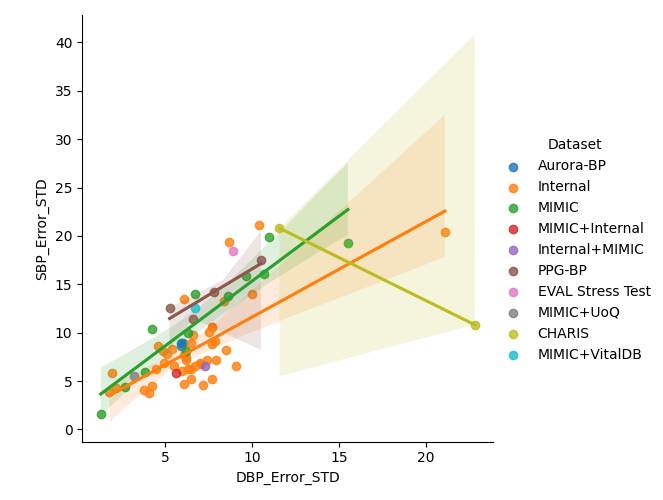 40
35
30
25
20
15
10
5
0
SBP_Error_STD
5
10
15
20
DBP_Error_STD
Dataset
Aurora-BP
Internal
MIMIC
MIMIC+Internal
Internal+MIMIC
PPG-BP
EVAL Stress Test
MIMIC+UoQ
CHARIS
MIMIC+VitalDB